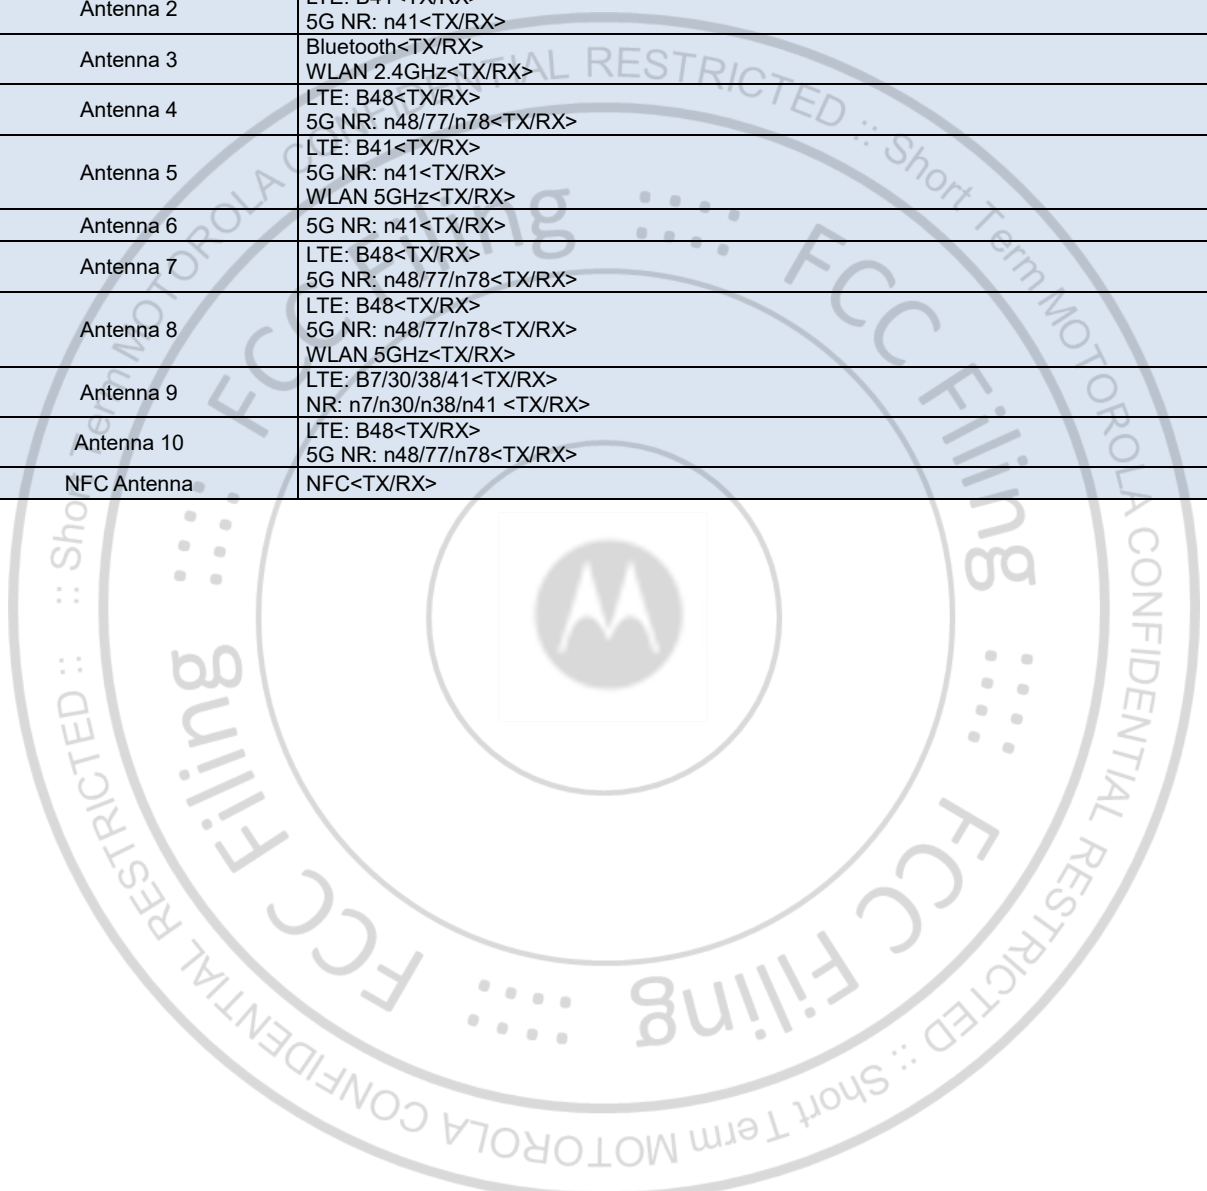 Antenna 2
5G NR: n41<TX/RX>
Antenna 3
Bluetooth<TX/RX>
WLAN 2.4GHz<TX/RX>
Antenna 4
LTE: B48<TX/RX>
5G NR: n48/77/n78<TX/RX>
Antenna 5
LTE: B41<TX/RX>
5G NR: n41<TX/RX>
WLAN 5GHz<TX/RX>
Antenna 6
5G NR: n41<TX/RX>
Antenna 7
LTE: B48<TX/RX>
5G NR: n48/77/n78<TX/RX>
Antenna 8
LTE: B48<TX/RX>
5G NR: n48/77/n78<TX/RX>
WLAN 5GHz<TX/RX>
Antenna 9
LTE: B7/30/38/41<TX/RX>
NR: n7/n30/n38/n41 <TX/RX>
Antenna 10
LTE: B48<TX/RX>
5G NR: n48/77/n78<TX/RX>
NFC Antenna
NFC<TX/RX>
MOTOROLA CONFIDENTIAL RESTRICTED :: Short Term MOTOROLA CONFIDENTIAL RESTRICTED :: Short Term MOTOROLA CONFIDENTIAL RESTRICTED :: Short Term
FCC Filing :::: FCC Filing :::: FCC Filing :::: FCC Filing ::::